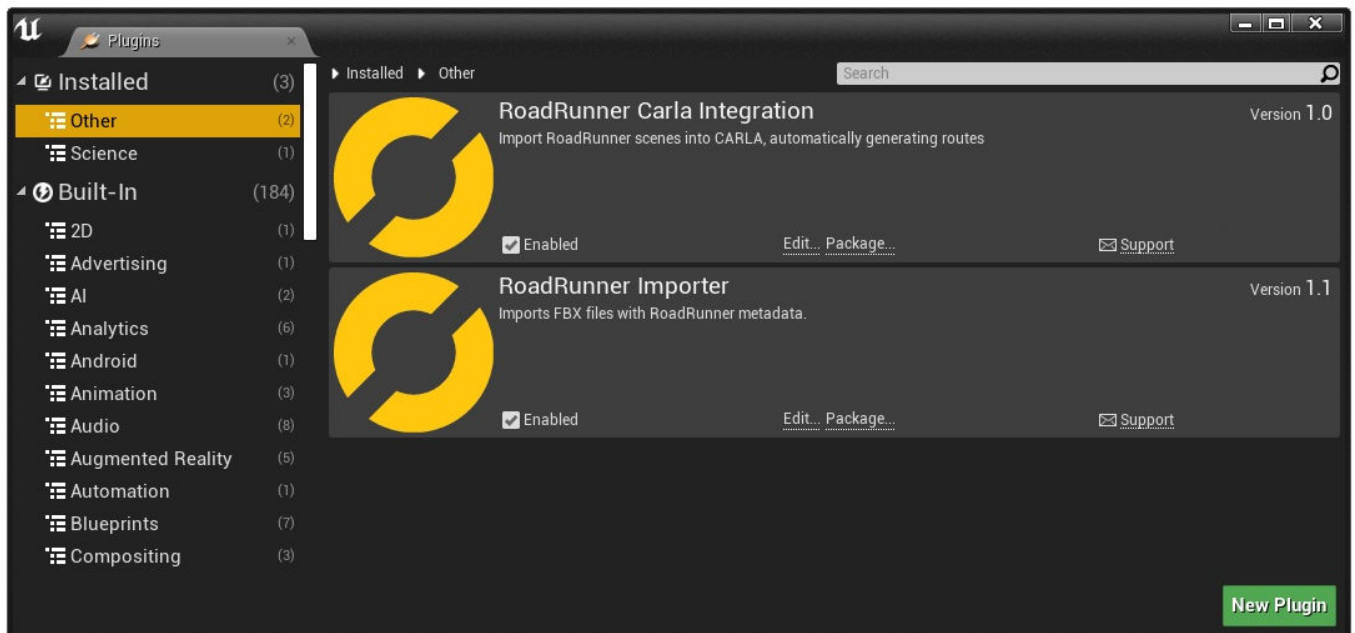 Plugins
Installed (3)
Other (2)
Science (1)
Built-In (184)
2D (1)
Advertising (1)
AI (2)
Analytics (6)
Android (1)
Animation (3)
Audio (8)
Augmented Reality (5)
Automation (1)
Blueprints (7)
Compositing (3)
Installed Other
Search
RoadRunner Carla Integration
Version 1.0
Import RoadRunner scenes into CARLA, automatically generating routes
Enabled Edit... Package... Support
RoadRunner Importer
Version 1.1
Imports FBX files with RoadRunner metadata.
Enabled Edit... Package... Support
New Plugin